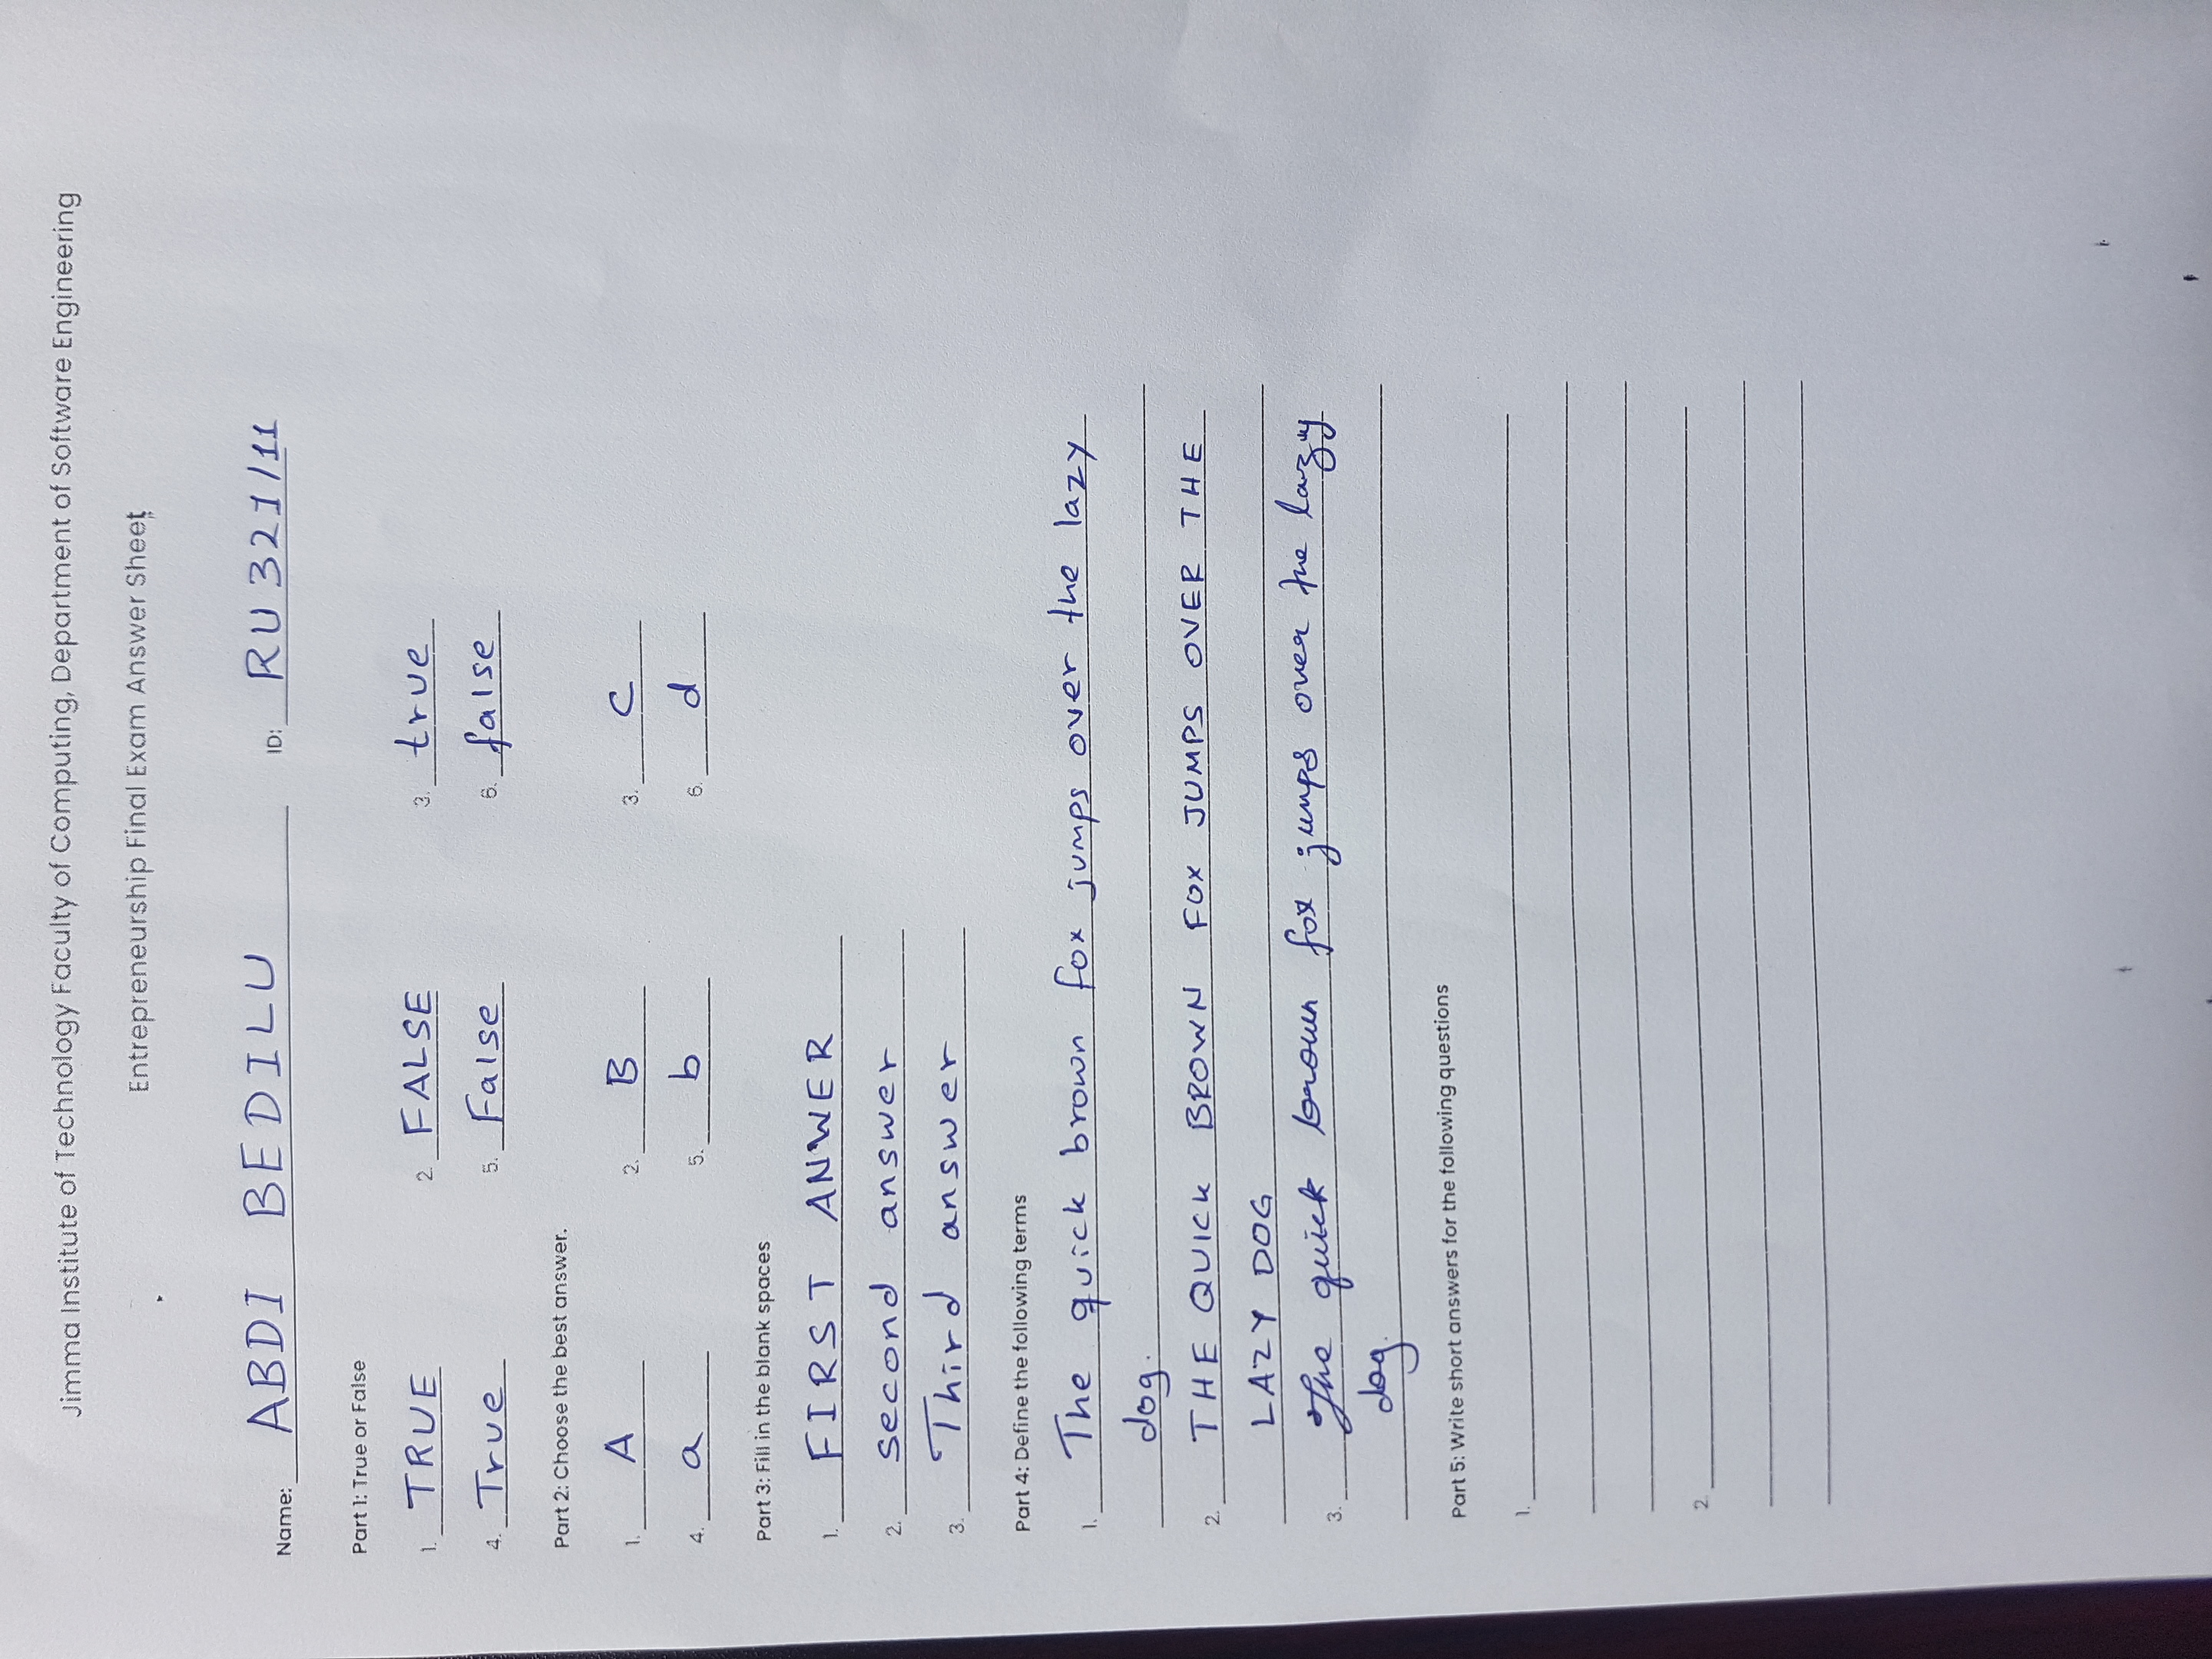 Jimma Institute of Technology Faculty of Computing, Department of Software Engineering
Entrepreneurship Final Exam Answer Sheet
Name: ABDI BEDILU ID: RU 321/11
Part 1: True or False
1. TRUE 2. FALSE 3. true
4. True 5. False 6. false
Part 2: Choose the best answer.
1. A 2. B 3. C
4. a 5. b 6. d
Part 3: Fill in the blank spaces
1. FIRST ANWER
2. second answer
3. Third answer
Part 4: Define the following terms
1. The quick brown fox jumps over the lazy
dog.
2. THE QUICK BROWN FOX JUMPS OVER THE
LAZY DOG
3. The quick brown fox jumps over the lazy
dog.
Part 5: Write short answers for the following questions
1.
2.